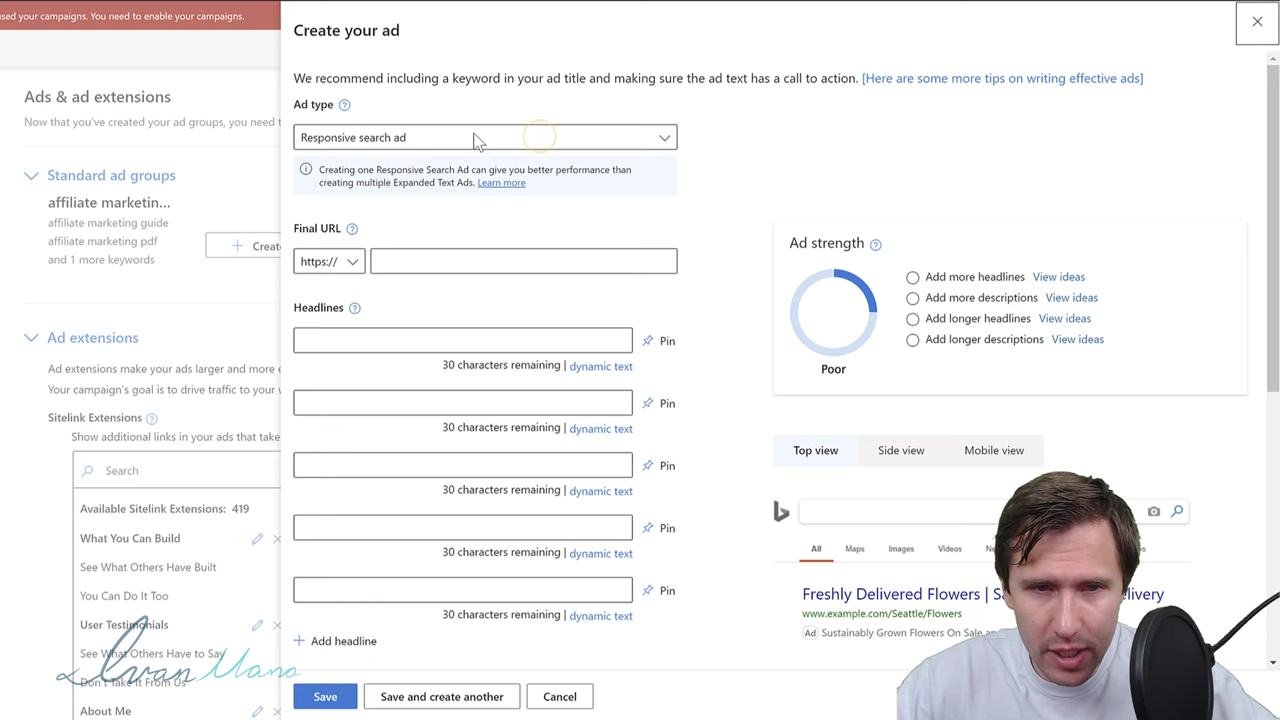 used your campaigns. You need to enable your campaigns.
Create your ad
We recommend including a keyword in your ad title and making sure the ad text has a call to action. [Here are some more tips on writing effective ads]
Ad type
Responsive search ad
Creating one Responsive Search Ad can give you better performance than
creating multiple Expanded Text Ads. Learn more
Final URL
https://
Headlines
Pin
30 characters remaining | dynamic text
Pin
30 characters remaining | dynamic text
Pin
30 characters remaining | dynamic text
Pin
30 characters remaining | dynamic text
Pin
30 characters remaining | dynamic text
+ Add headline
Save
Save and create another
Cancel
Ad strength
Add more headlines View ideas
Add more descriptions View ideas
Add longer headlines View ideas
Add longer descriptions View ideas
Poor
Top view
Side view
Mobile view
All Maps Images Videos
Freshly Delivered Flowers |
www.example.com/Seattle/Flowers
Ad Sustainably Grown Flowers On Sale
Ads & ad extensions
Now that you've created your ad groups, you need t
Standard ad groups
affiliate marketin...
affiliate marketing guide
affiliate marketing pdf
and 1 more keywords
+ Creat
Ad extensions
Ad extensions make your ads larger and more e
Your campaign's goal is to drive traffic to your
Sitelink Extensions
Show additional links in your ads that take
Search
Available Sitelink Extensions: 419
What You Can Build
See What Others Have Built
You Can Do It Too
User Testimonials
See What Others Have to Say
Don't Take It From Us
About Me
Ivan Mana